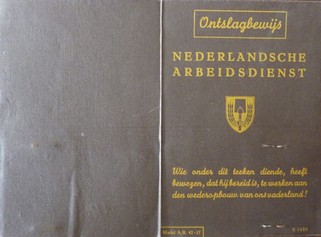 Ontslagbewijs
NEDERLANDSCHE
ARBEIDSDIENST
Wie onder dit teeken diende, heeft
bewezen, dat hij bereid is, te werken aan
den wederopbouw van ons vaderland!